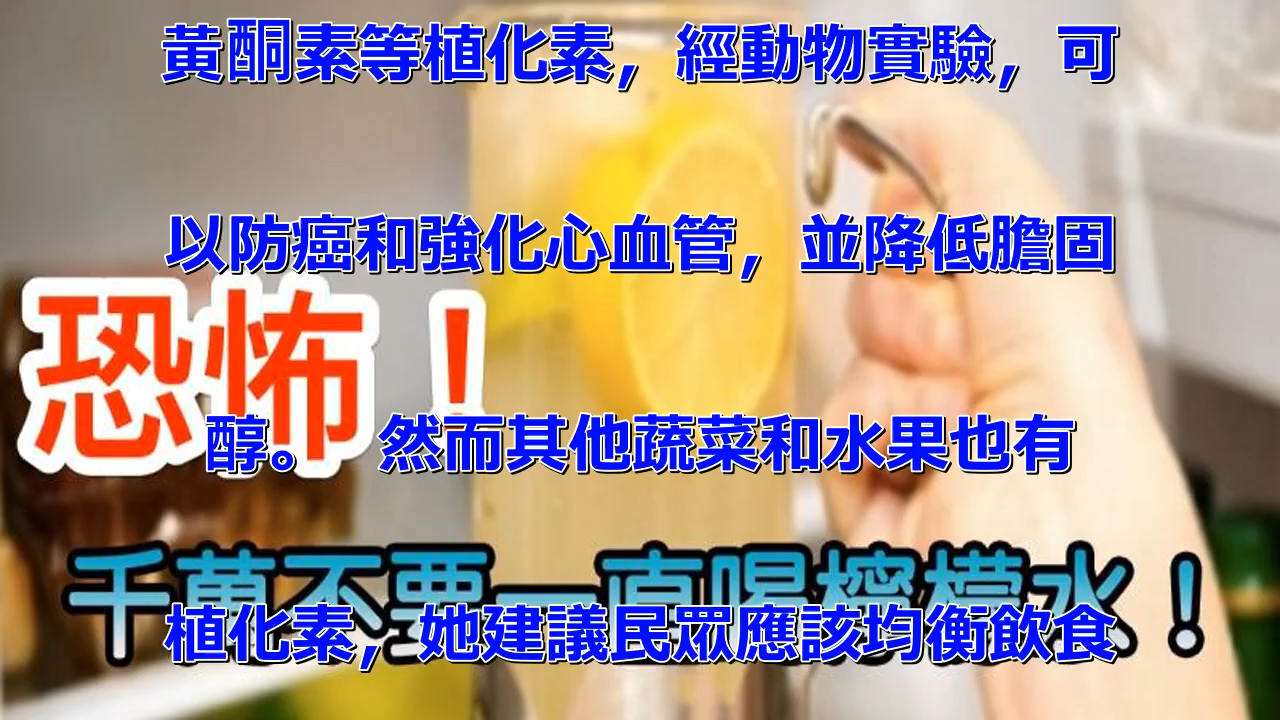 黃酮素等植化素，經動物實驗，可
以防癌和強化心血管，並降低膽固
恐怖！
醇。 然而其他蔬菜和水果也有
千萬不要一直喝檸檬水！
植化素，她建議民眾應該均衡飲食